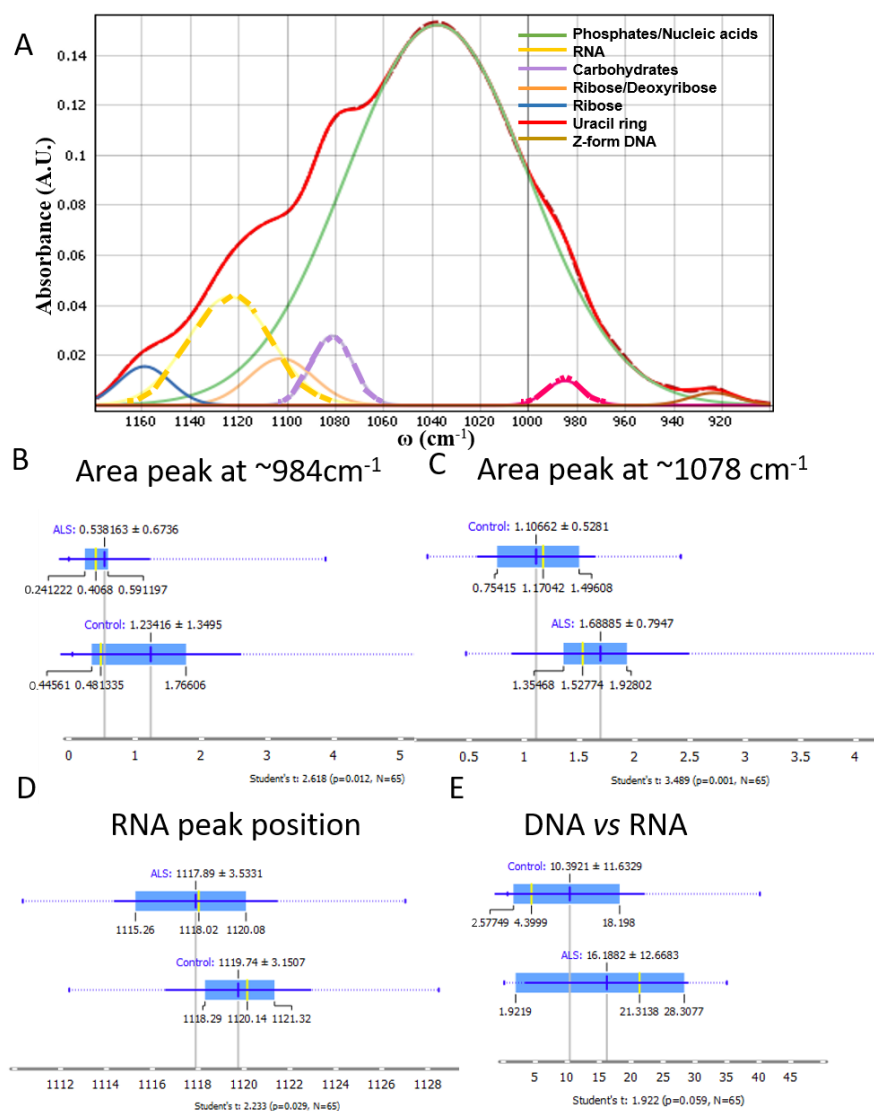 A
Phosphates/Nucleic acids
RNA
Carbohydrates
Ribose/Deoxyribose
Ribose
Uracil ring
Z-form DNA
Absorbance (A.U.)
0.14
0.12
0.1
0.08
0.06
0.04
0.02
1160 1140 1120 1100 1080 1060 1040 1020 1000 980 960 940 920
ω (cm-1)
B
Area peak at ~984cm-1
ALS: 0.538163 ± 0.6736
0.241222 0.4068 0.591197
Control: 1.23416 ± 1.3495
0.44561 0.481335 1.76606
0 1 2 3 4 5
Student's t: 2.618 (p=0.012, N=65)
C
Area peak at ~1078 cm-1
Control: 1.10662 ± 0.5281
0.75415 1.17042 1.49608
ALS: 1.68885 ± 0.7947
1.35468 1.52774 1.92802
0.5 1 1.5 2 2.5 3 3.5 4
Student's t: 3.489 (p=0.001, N=65)
D
RNA peak position
ALS: 1117.89 ± 3.5331
1115.26 1118.02 1120.08
Control: 1119.74 ± 3.1507
1118.29 1120.14 1121.32
1112 1114 1116 1118 1120 1122 1124 1126 1128
Student's t: 2.233 (p=0.029, N=65)
E
DNA vs RNA
Control: 10.3921 ± 11.6329
2.57749 4.3999 18.198
ALS: 16.1882 ± 12.6683
1.9219 21.3138 28.3077
5 10 15 20 25 30 35 40 45
Student's t: 1.922 (p=0.059, N=65)